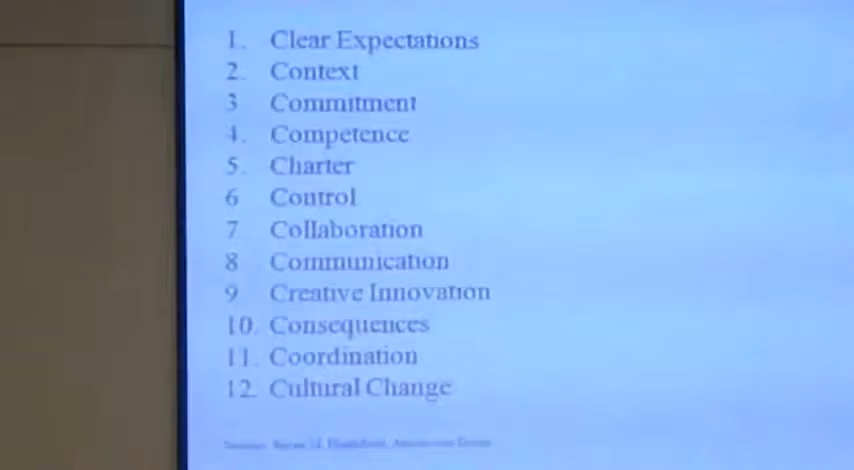 1. Clear Expectations
2. Context
3 Commitment
4. Competence
5. Charter
6 Control
7 Collaboration
8 Communication
9 Creative Innovation
10. Consequences
11. Coordination
12. Cultural Change